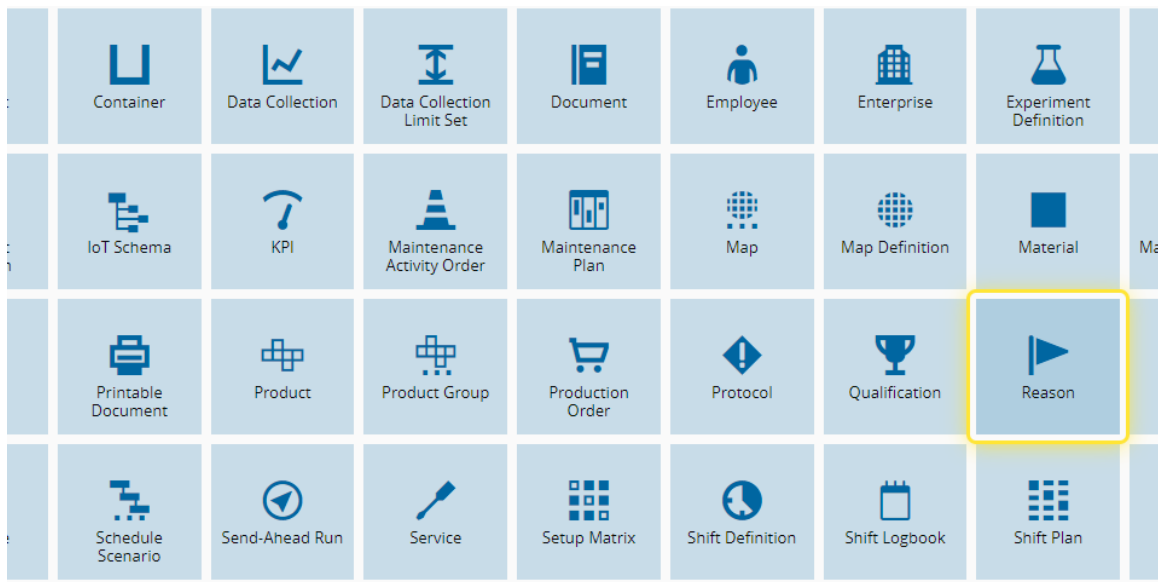 Container
Data Collection
Data Collection
Limit Set
Document
Employee
Enterprise
Experiment
Definition
IoT Schema
KPI
Maintenance
Activity Order
Maintenance
Plan
Map
Map Definition
Material
Printable
Document
Product
Product Group
Production
Order
Protocol
Qualification
Reason
Schedule
Scenario
Send-Ahead Run
Service
Setup Matrix
Shift Definition
Shift Logbook
Shift Plan